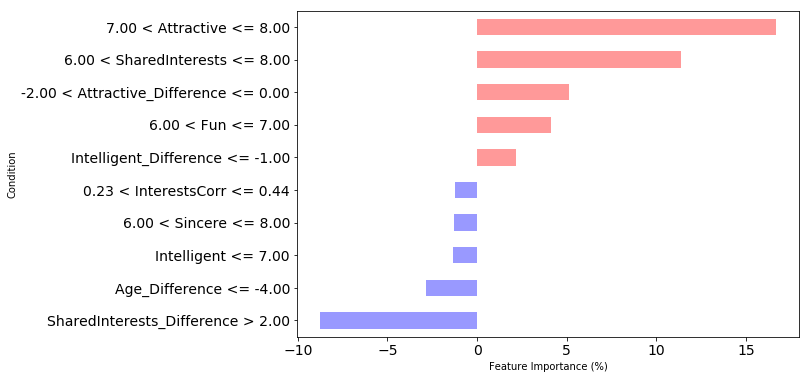 7.00 < Attractive <= 8.00
6.00 < SharedInterests <= 8.00
-2.00 < Attractive_Difference <= 0.00
6.00 < Fun <= 7.00
Intelligent_Difference <= -1.00
0.23 < InterestsCorr <= 0.44
6.00 < Sincere <= 8.00
Intelligent <= 7.00
Age_Difference <= -4.00
SharedInterests_Difference > 2.00
Condition
−10 −5 0 5 10 15
Feature Importance (%)